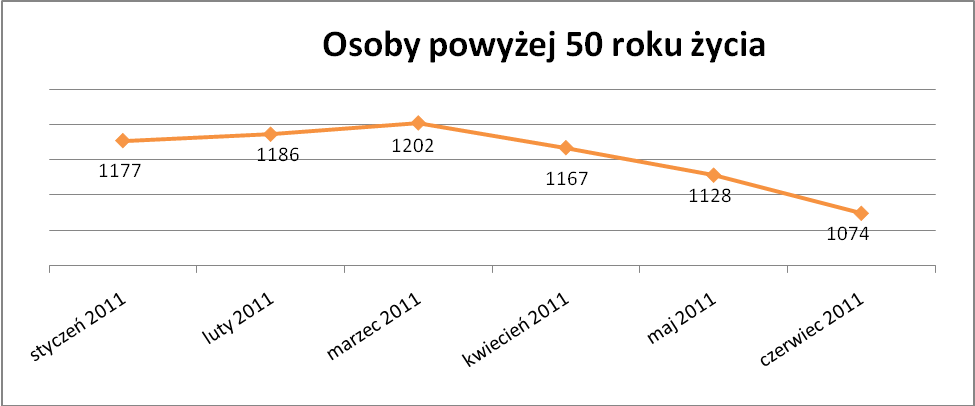 Osoby powyżej 50 roku życia
1177
1186
1202
1167
1128
1074
styczeń 2011
luty 2011
marzec 2011
kwiecień 2011
maj 2011
czerwiec 2011